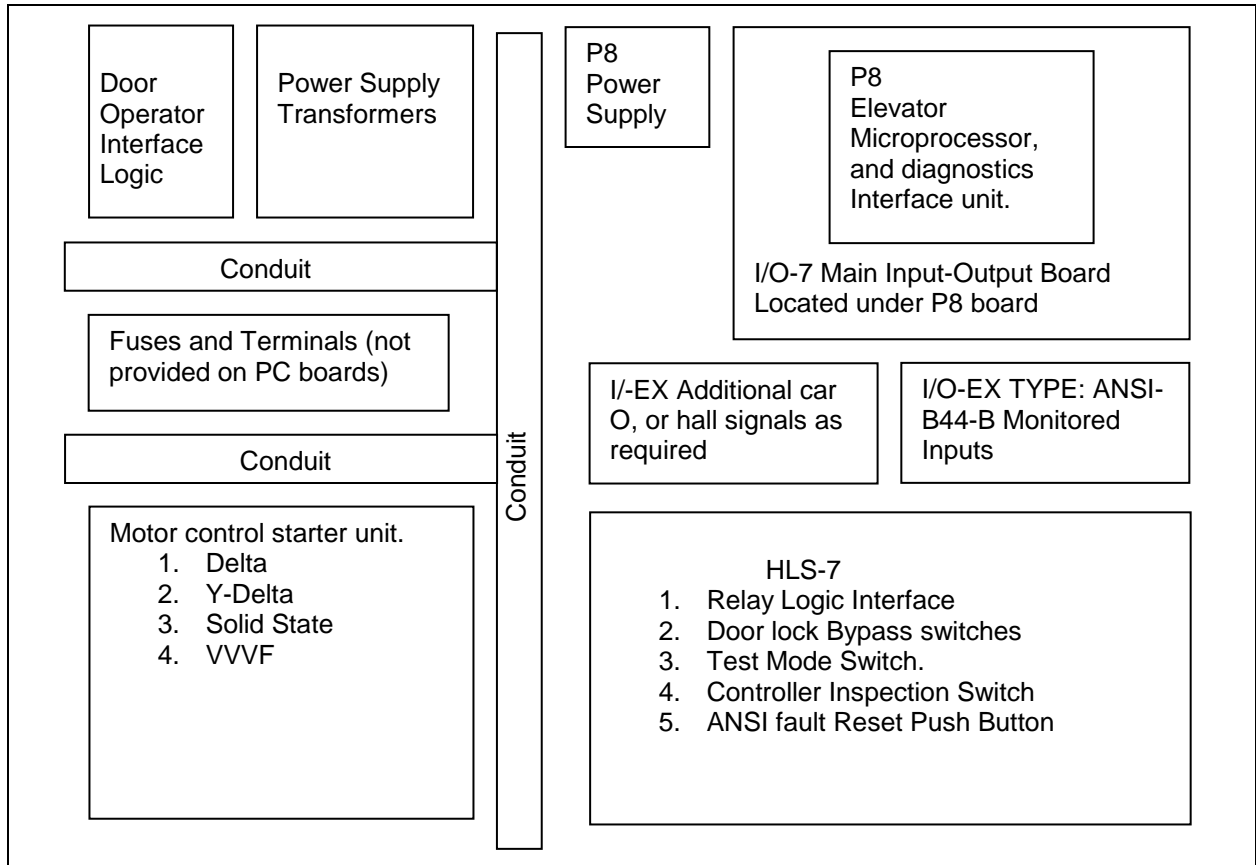 Door
Operator
Interface
Logic
Power Supply
Transformers
Conduit
Fuses and Terminals (not
provided on PC boards)
Conduit
Motor control starter unit.
1. Delta
2. Y-Delta
3. Solid State
4. VVVF
Conduit
P8
Power
Supply
P8
Elevator
Microprocessor,
and diagnostics
Interface unit.
I/O-7 Main Input-Output Board
Located under P8 board
I/-EX Additional car
O, or hall signals as
required
I/O-EX TYPE: ANSI-
B44-B Monitored
Inputs
HLS-7
1. Relay Logic Interface
2. Door lock Bypass switches
3. Test Mode Switch.
4. Controller Inspection Switch
5. ANSI fault Reset Push Button